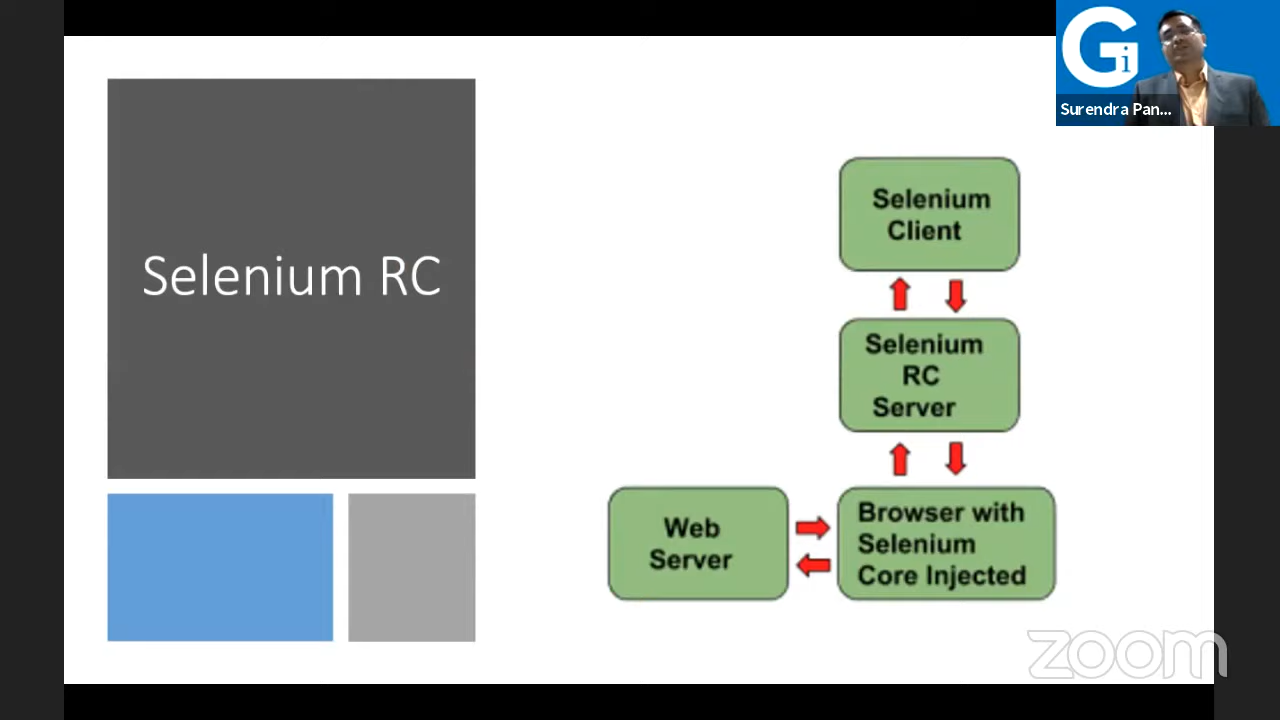 Gi
Surendra Pan...
Selenium RC
Selenium
Client
Selenium
RC
Server
Web
Server
Browser with
Selenium
Core Injected
zoom